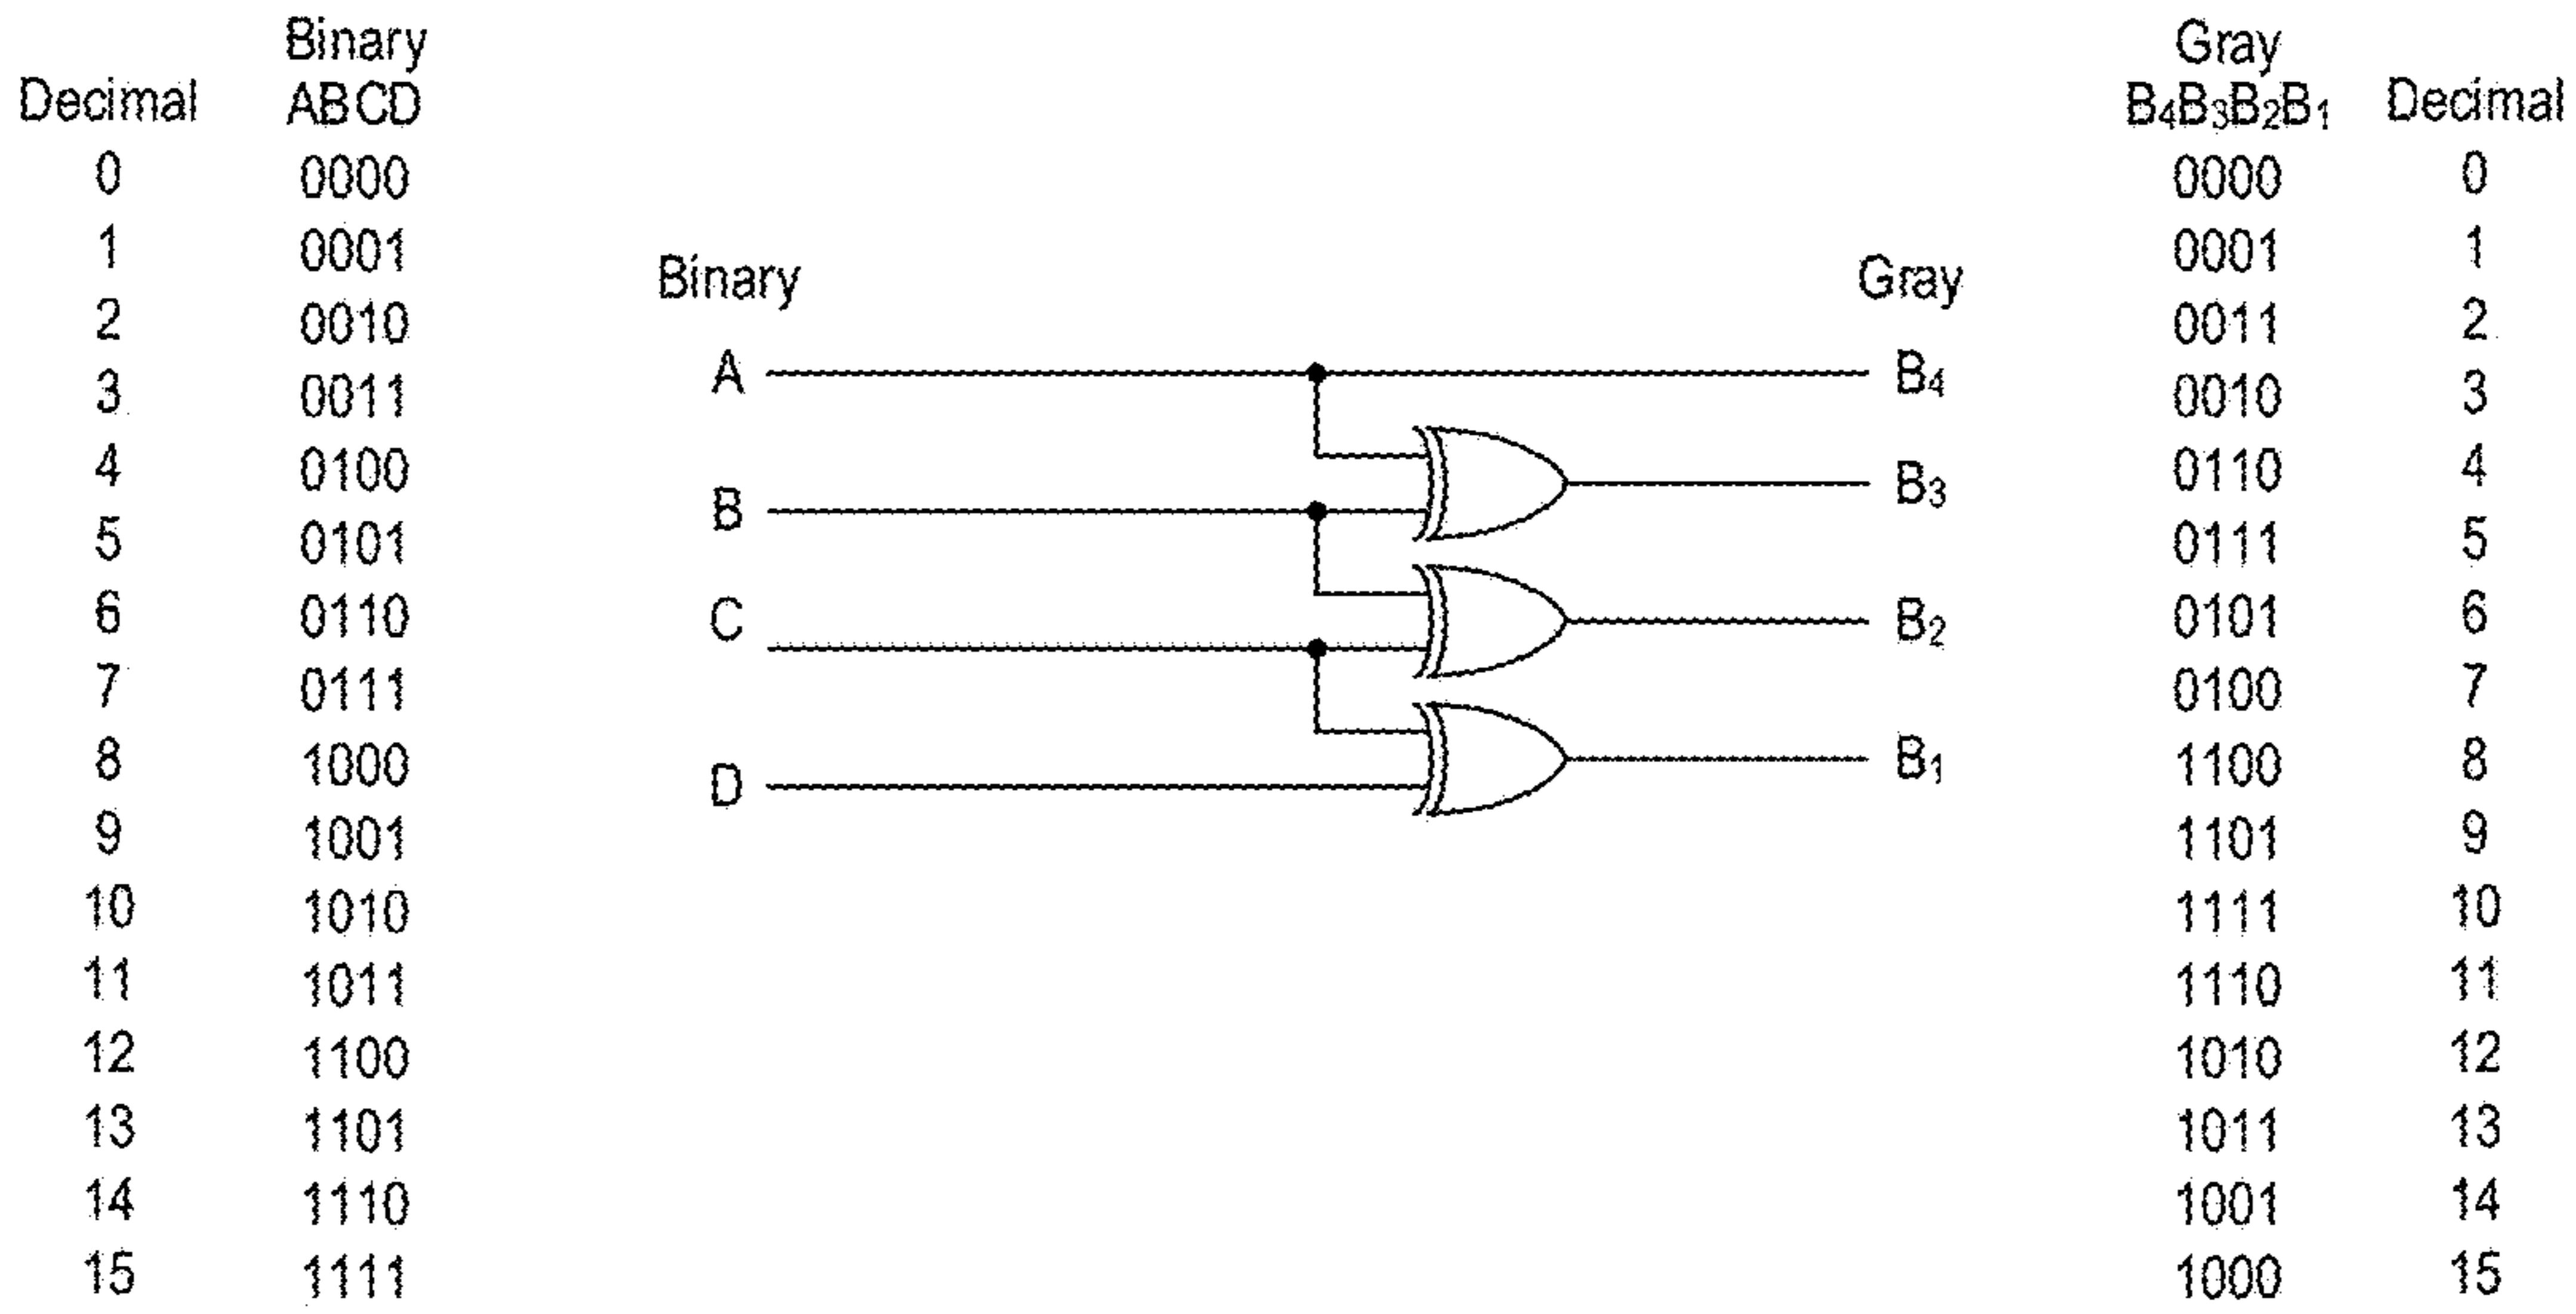 Binary
Decimal ABCD
0 0000
1 0001
2 0010
3 0011
4 0100
5 0101
6 0110
7 0111
8 1000
9 1001
10 1010
11 1011
12 1100
13 1101
14 1110
15 1111
Binary
A
B
C
D
Gray
B₄
B₃
B₂
B₁
Gray
B₄B₃B₂B₁ Decimal
0000 0
0001 1
0011 2
0010 3
0110 4
0111 5
0101 6
0100 7
1100 8
1101 9
1111 10
1110 11
1010 12
1011 13
1001 14
1000 15